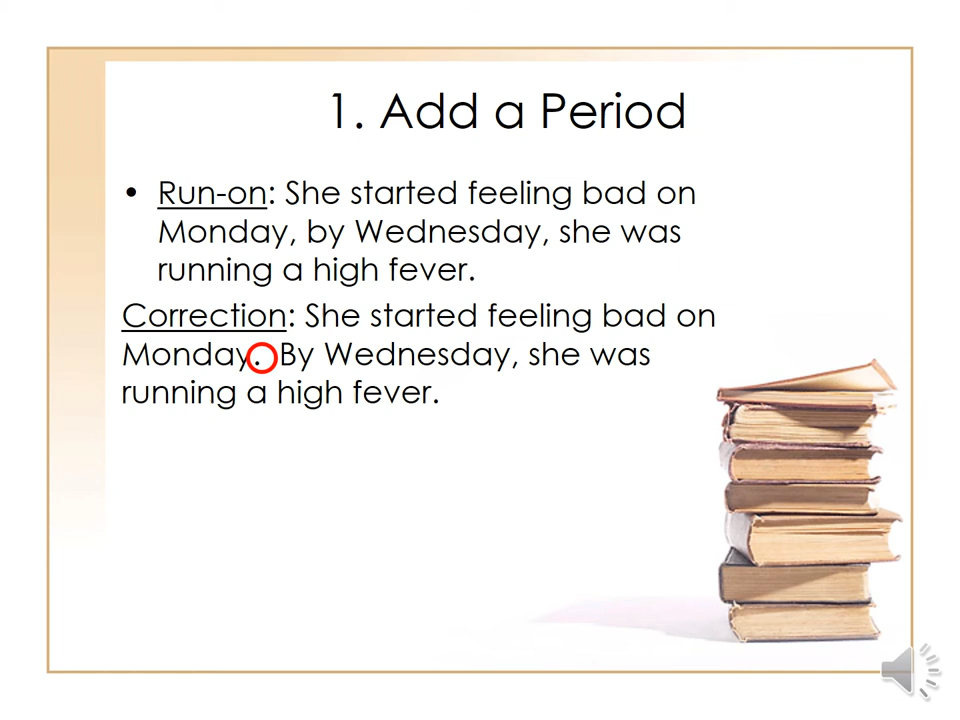 1. Add a Period
• Run-on: She started feeling bad on
Monday, by Wednesday, she was
running a high fever.
Correction: She started feeling bad on
Monday. By Wednesday, she was
running a high fever.